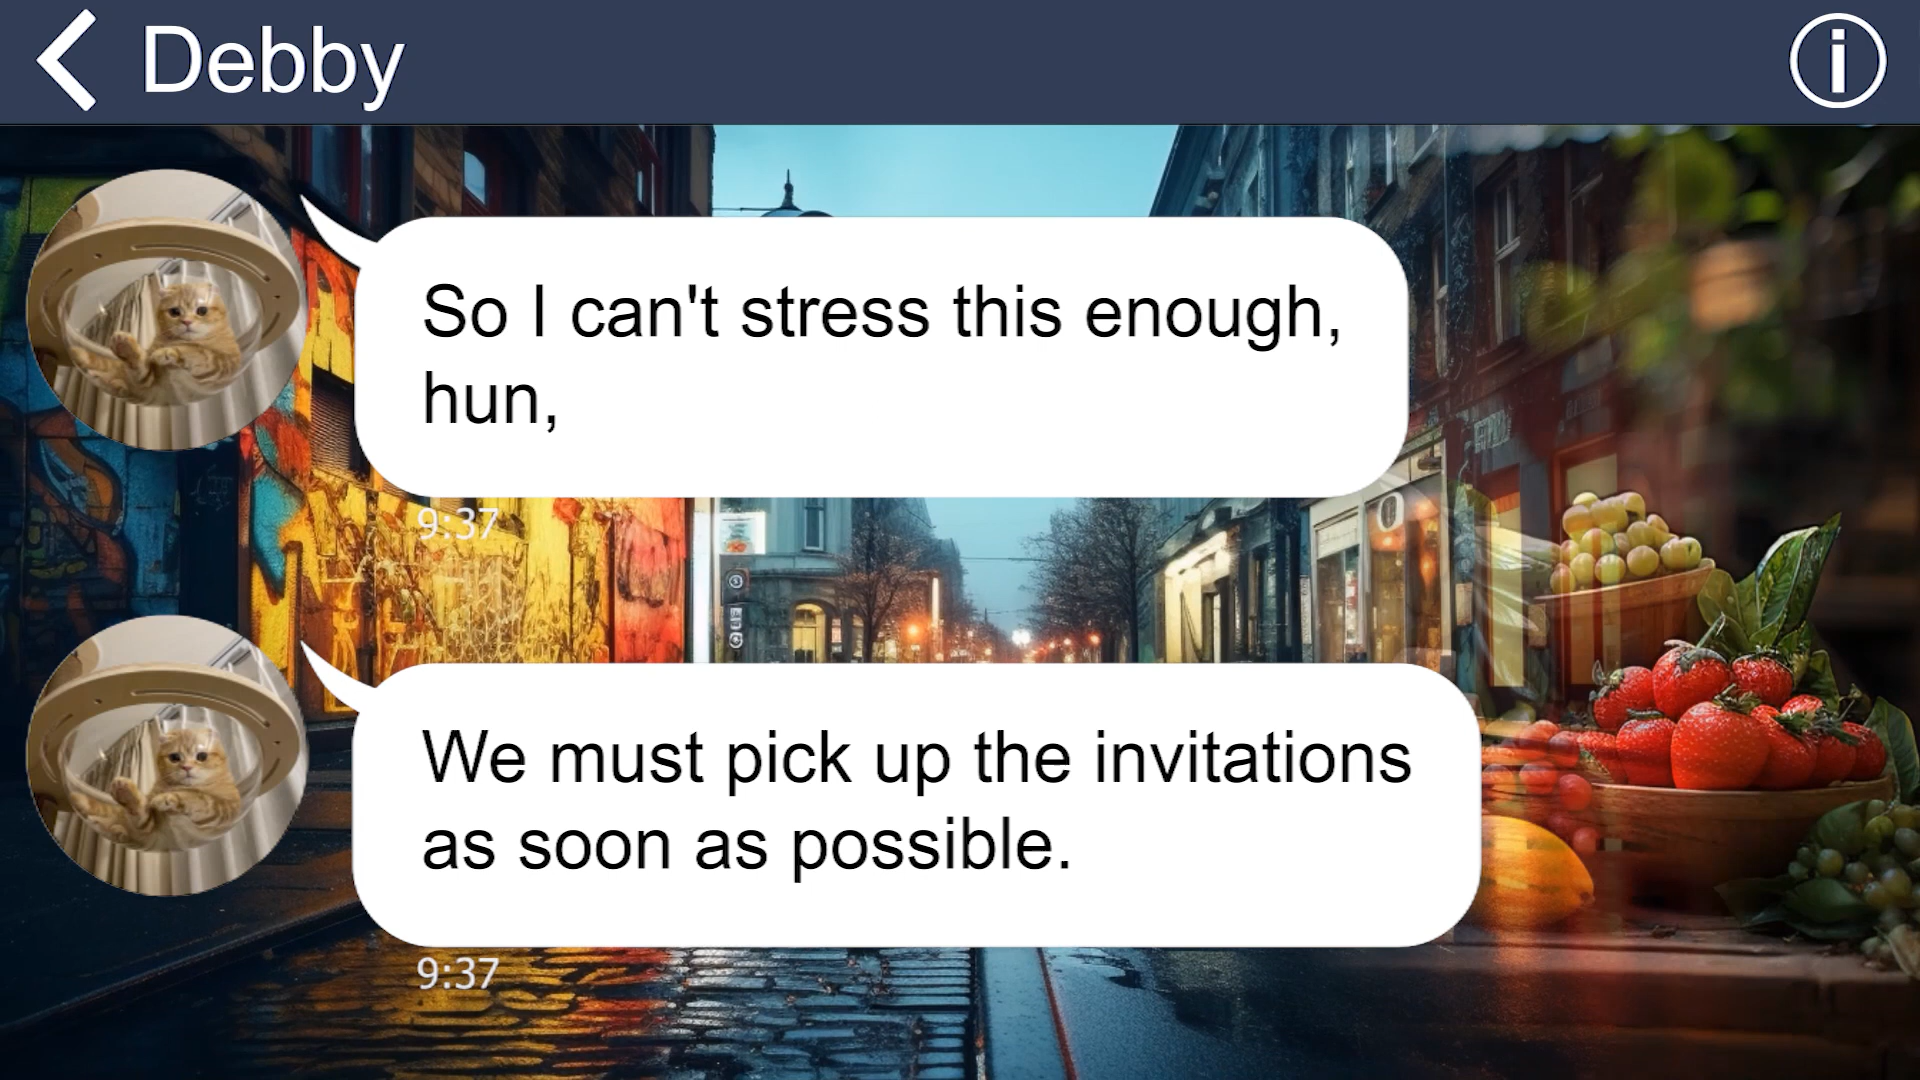 Debby
So I can't stress this enough,
hun,
9:37
We must pick up the invitations
as soon as possible.
9:37